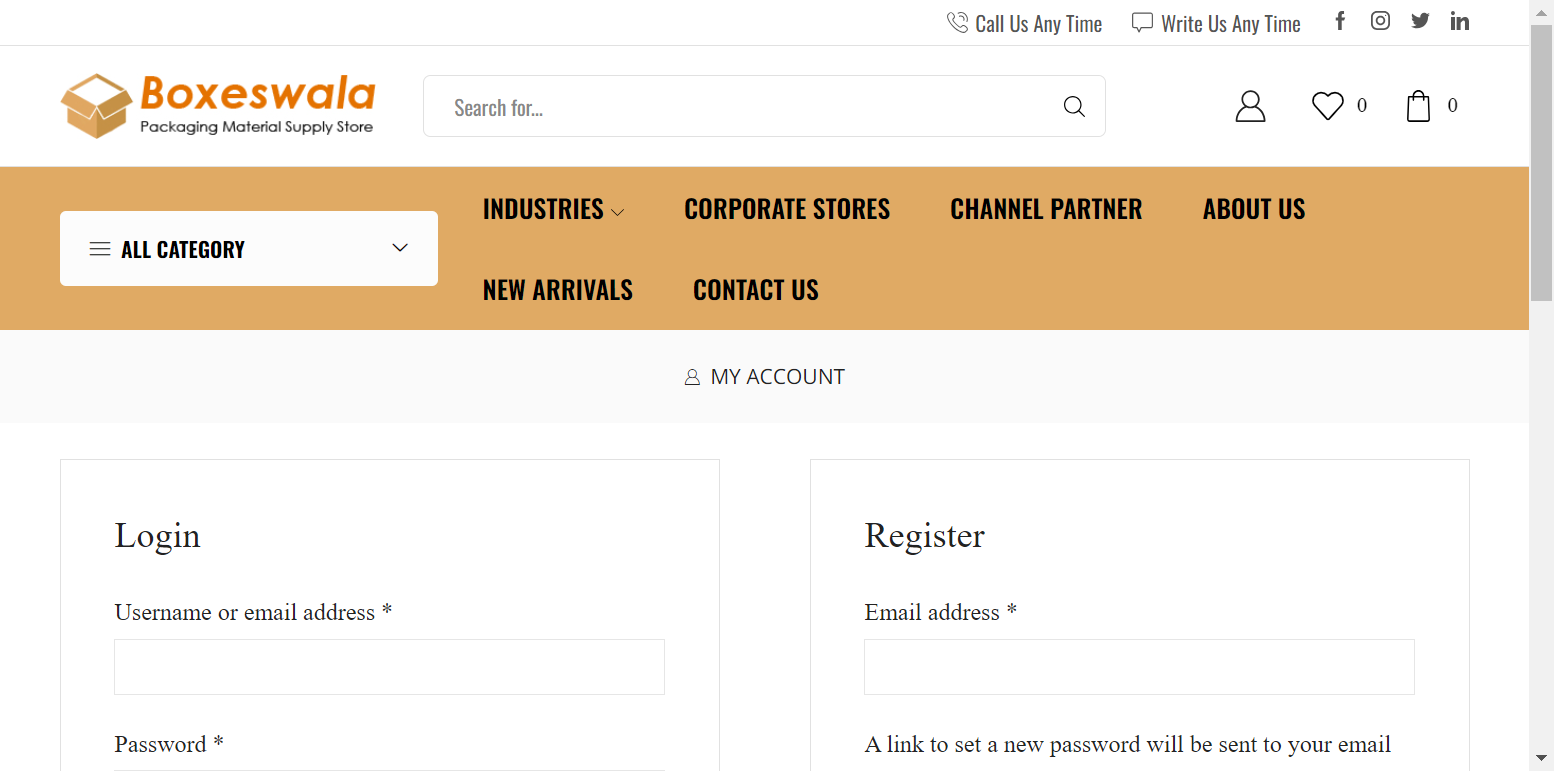 Call Us Any Time Write Us Any Time
Boxeswala
Packaging Material Supply Store
Search for...
0
0
ALL CATEGORY
INDUSTRIES CORPORATE STORES CHANNEL PARTNER ABOUT US
NEW ARRIVALS CONTACT US
MY ACCOUNT
Login
Username or email address *
Password *
Register
Email address *
A link to set a new password will be sent to your email